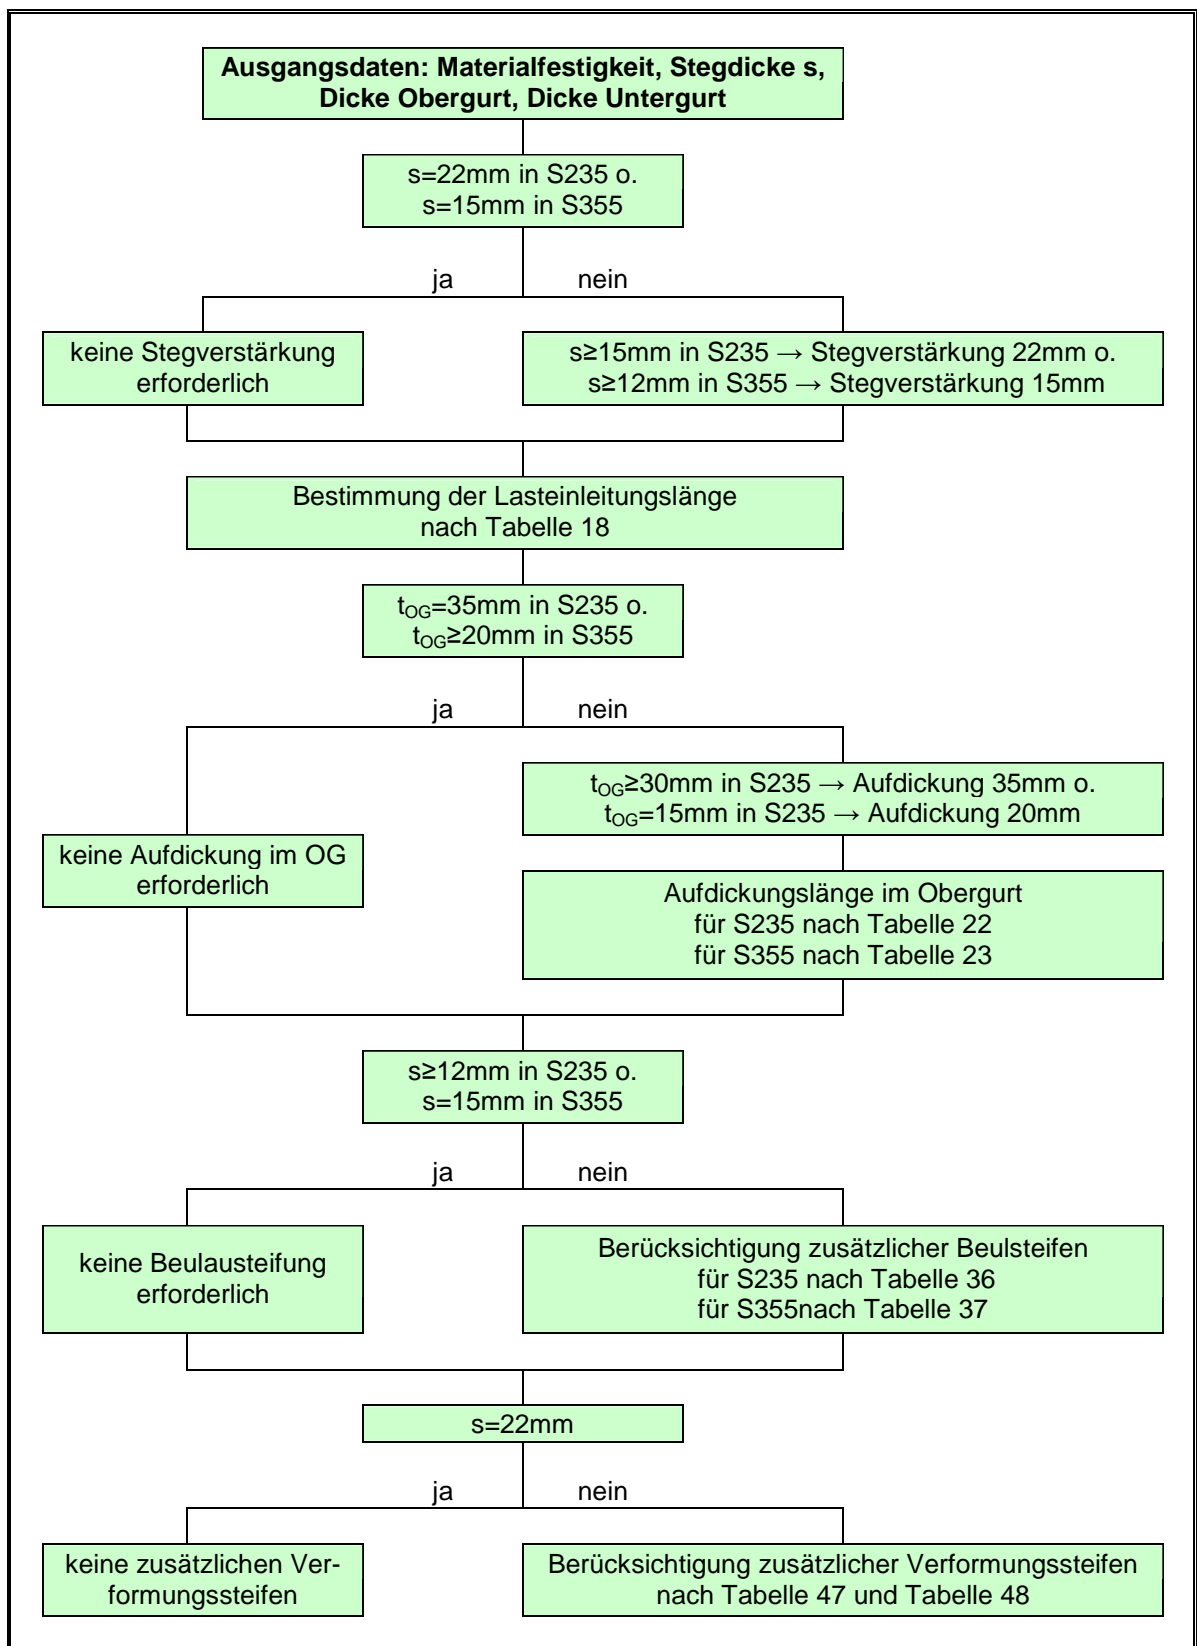 Ausgangsdaten: Materialfestigkeit, Stegdicke s,
Dicke Obergurt, Dicke Untergurt
s=22mm in S235 o.
s=15mm in S355
ja
nein
keine Stegverstärkung
erforderlich
s≥15mm in S235 → Stegverstärkung 22mm o.
s≥12mm in S355 → Stegverstärkung 15mm
Bestimmung der Lasteinleitungslänge
nach Tabelle 18
tOG=35mm in S235 o.
tOG≥20mm in S355
ja
nein
tOG≥30mm in S235 → Aufdickung 35mm o.
tOG=15mm in S235 → Aufdickung 20mm
keine Aufdickung im OG
erforderlich
Aufdickungslänge im Obergurt
für S235 nach Tabelle 22
für S355 nach Tabelle 23
s≥12mm in S235 o.
s=15mm in S355
ja
nein
keine Beulausteifung
erforderlich
Berücksichtigung zusätzlicher Beulsteifen
für S235 nach Tabelle 36
für S355nach Tabelle 37
s=22mm
ja
nein
keine zusätzlichen Ver-
formungssteifen
Berücksichtigung zusätzlicher Verformungssteifen
nach Tabelle 47 und Tabelle 48